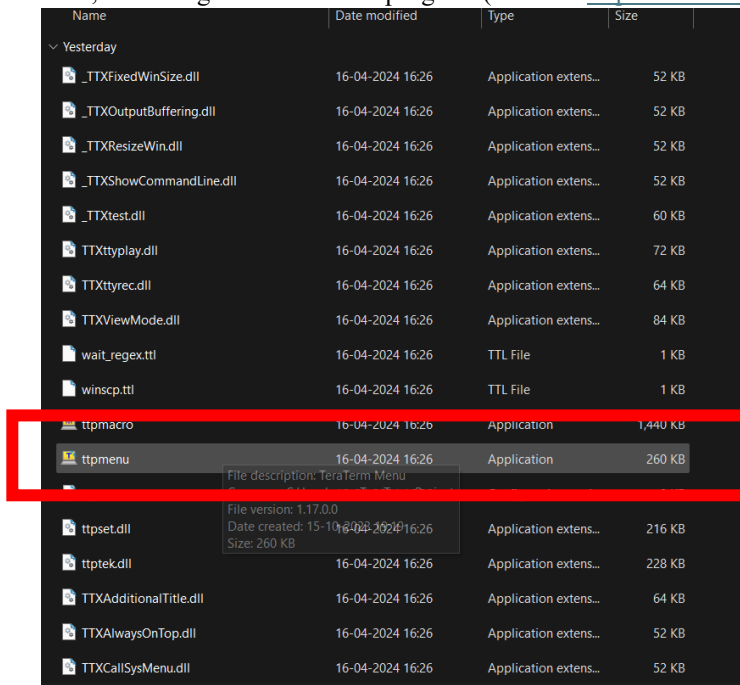 Name Date modified Type Size
Yesterday
_TTXFixedWinSize.dll 16-04-2024 16:26 Application extens... 52 KB
_TTXOutputBuffering.dll 16-04-2024 16:26 Application extens... 52 KB
_TTXResizeWin.dll 16-04-2024 16:26 Application extens... 52 KB
_TTXShowCommandLine.dll 16-04-2024 16:26 Application extens... 52 KB
_TTXtest.dll 16-04-2024 16:26 Application extens... 60 KB
TTXttyplay.dll 16-04-2024 16:26 Application extens... 72 KB
TTXttyrec.dll 16-04-2024 16:26 Application extens... 64 KB
TTXViewMode.dll 16-04-2024 16:26 Application extens... 84 KB
wait_regex.ttl 16-04-2024 16:26 TTL File 1 KB
winscp.ttl 16-04-2024 16:26 TTL File 1 KB
ttpmacro 16-04-2024 16:26 Application 1,440 KB
ttpmenu 16-04-2024 16:26 Application 260 KB
File description: TeraTerm Menu
File version: 1.17.0.0
Date created: 15-10-2023 19:19
ttpset.dll 16-04-2024 16:26 Application extens... 216 KB
Size: 260 KB
ttptek.dll 16-04-2024 16:26 Application extens... 228 KB
TTXAdditionalTitle.dll 16-04-2024 16:26 Application extens... 64 KB
TTXAlwaysOnTop.dll 16-04-2024 16:26 Application extens... 52 KB
TTXCallSysMenu.dll 16-04-2024 16:26 Application extens... 52 KB